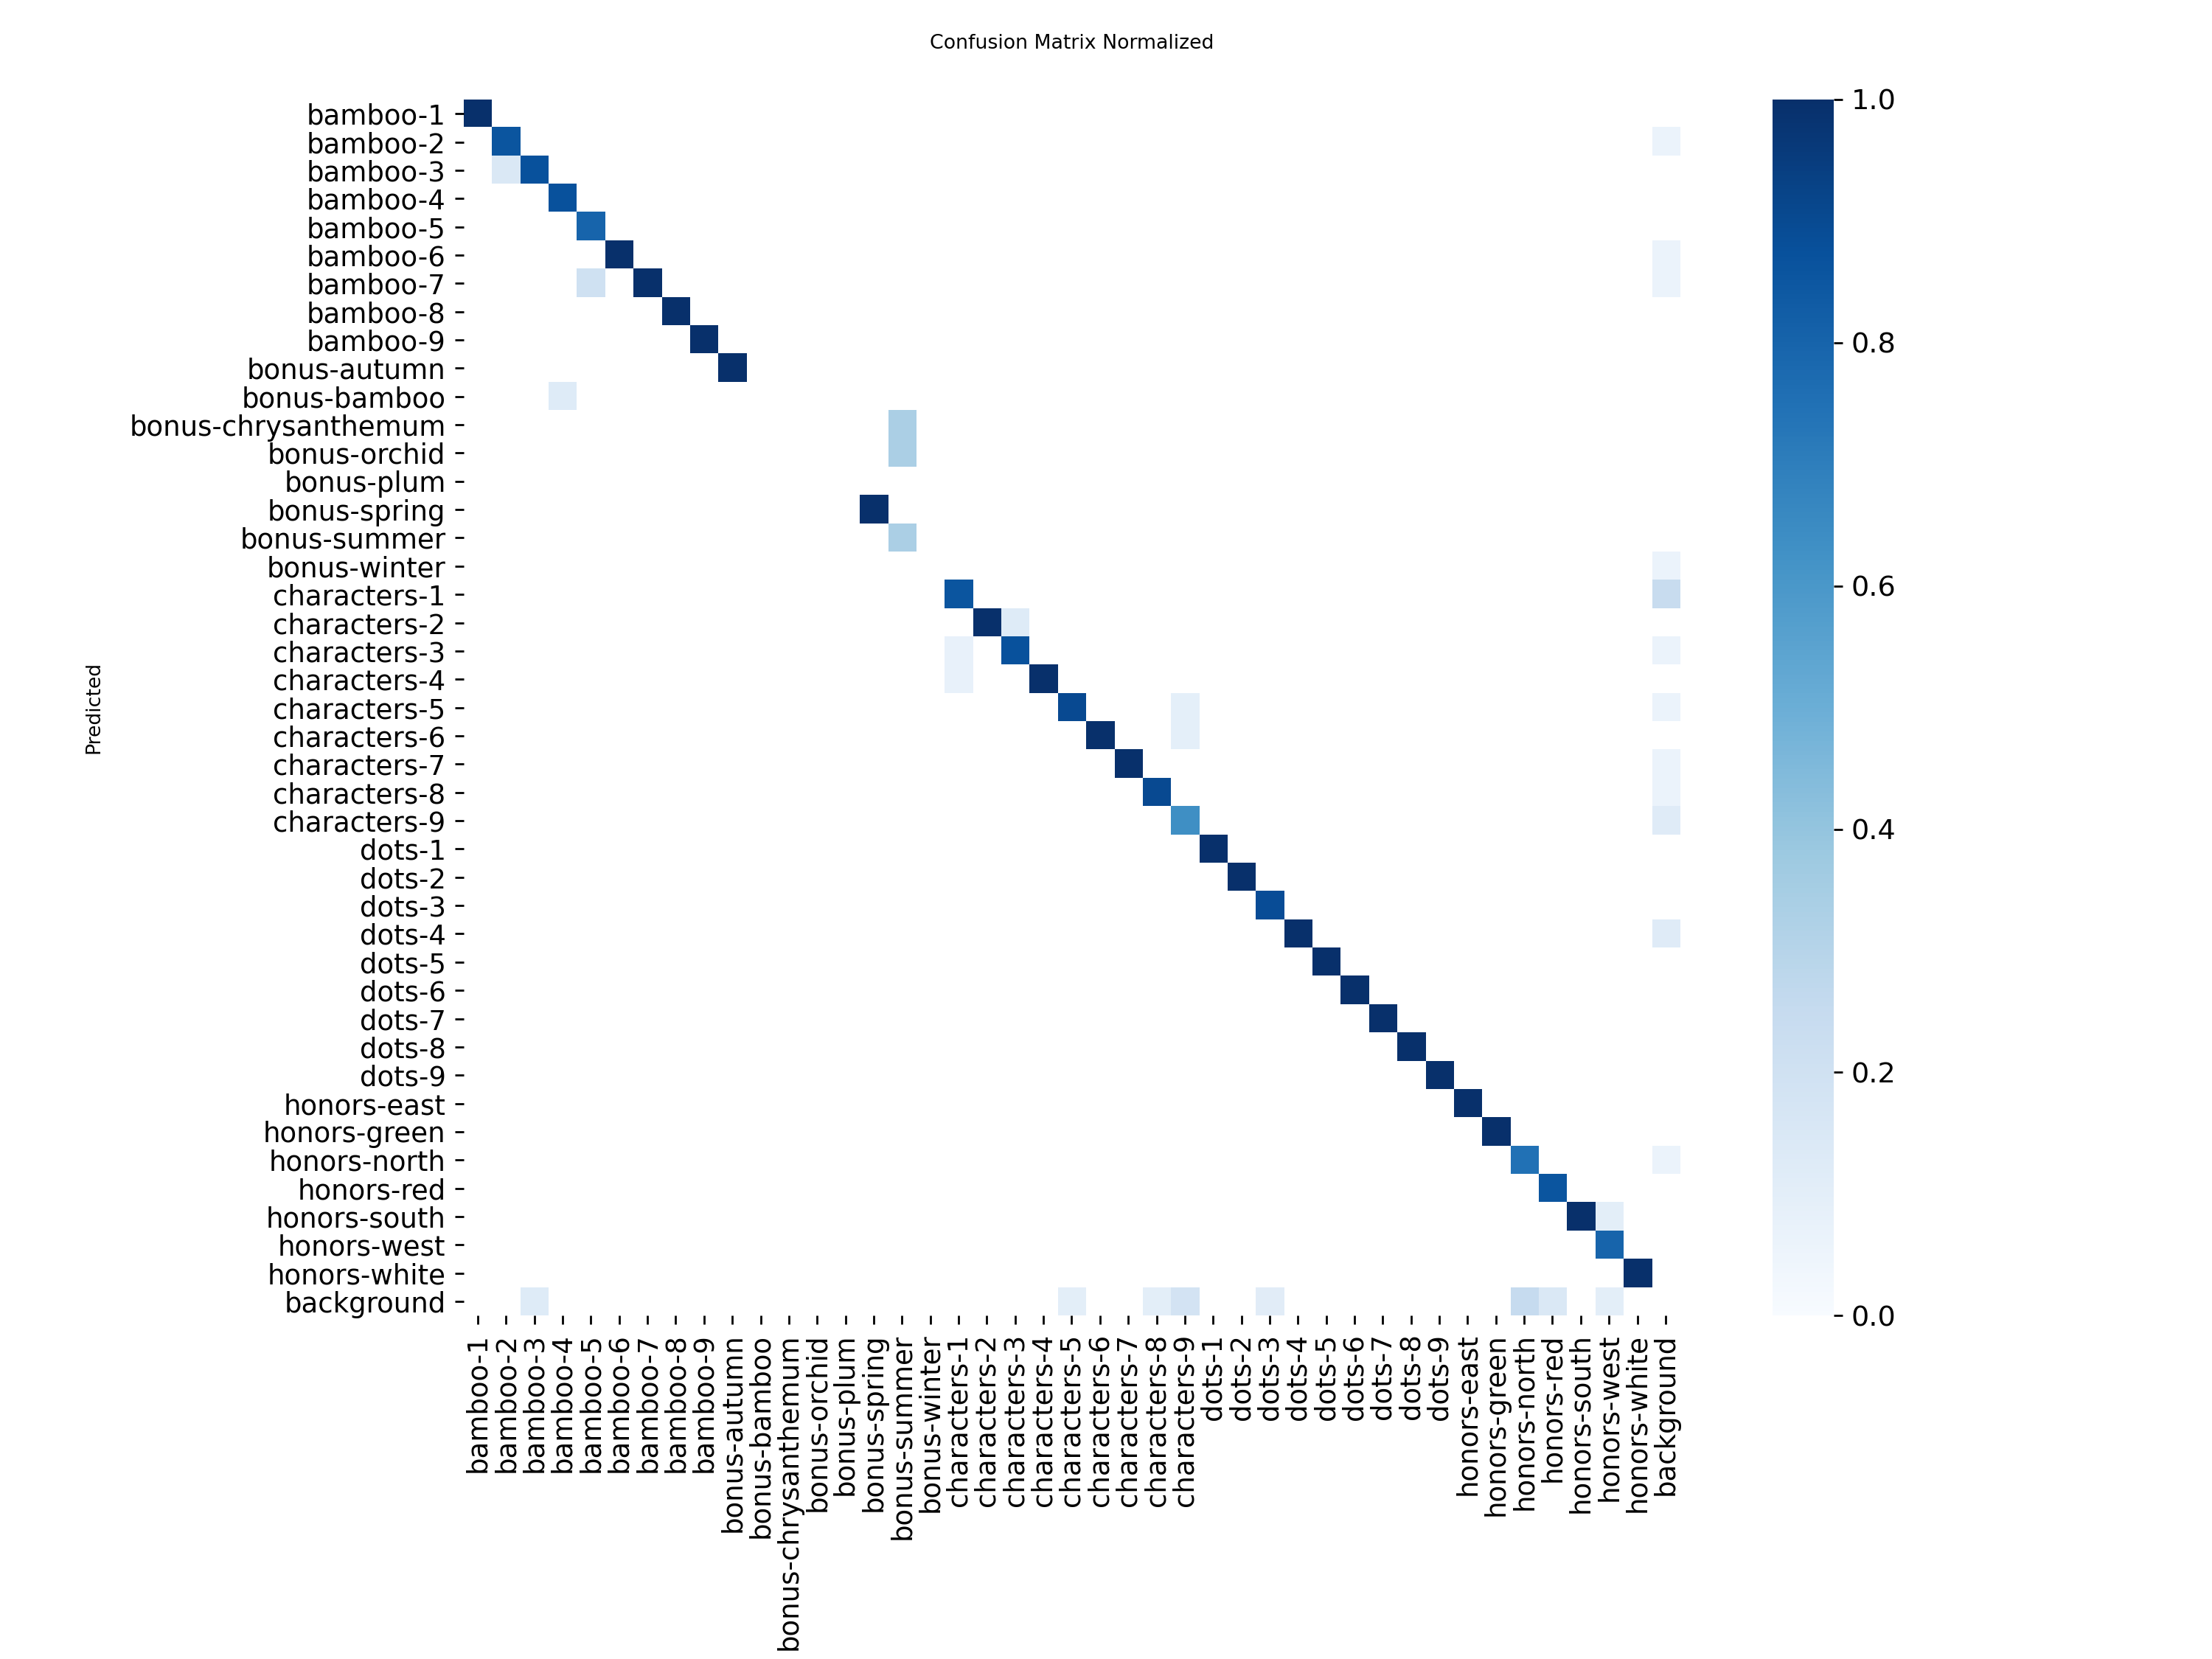 Confusion Matrix Normalized
bamboo-1
bamboo-2
bamboo-3
bamboo-4
bamboo-5
bamboo-6
bamboo-7
bamboo-8
bamboo-9
bonus-autumn
bonus-bamboo
bonus-chrysanthemum
bonus-orchid
bonus-plum
bonus-spring
bonus-summer
bonus-winter
characters-1
characters-2
characters-3
characters-4
characters-5
characters-6
characters-7
characters-8
characters-9
dots-1
dots-2
dots-3
dots-4
dots-5
dots-6
dots-7
dots-8
dots-9
honors-east
honors-green
honors-north
honors-red
honors-south
honors-west
honors-white
background
Predicted
bamboo-1
bamboo-2
bamboo-3
bamboo-4
bamboo-5
bamboo-6
bamboo-7
bamboo-8
bamboo-9
bonus-autumn
bonus-bamboo
bonus-chrysanthemum
bonus-orchid
bonus-plum
bonus-spring
bonus-summer
bonus-winter
characters-1
characters-2
characters-3
characters-4
characters-5
characters-6
characters-7
characters-8
characters-9
dots-1
dots-2
dots-3
dots-4
dots-5
dots-6
dots-7
dots-8
dots-9
honors-east
honors-green
honors-north
honors-red
honors-south
honors-west
honors-white
background
1.0
0.8
0.6
0.4
0.2
0.0